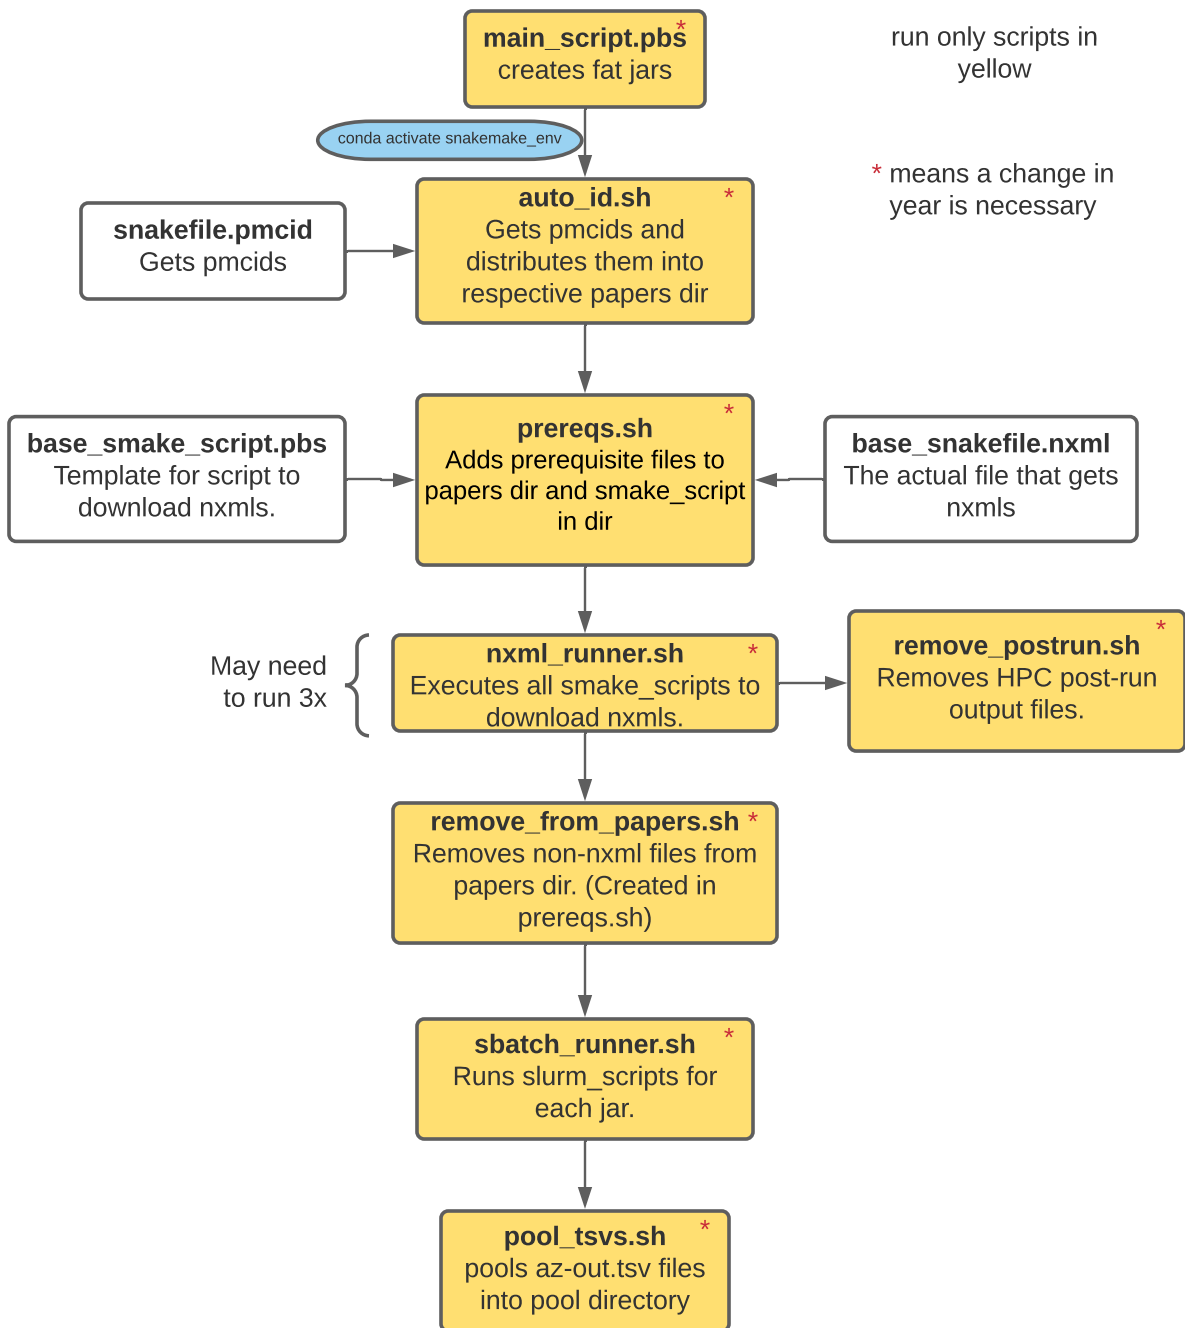 main_script.pbs *
creates fat jars
run only scripts in
yellow
conda activate snakemake_env
* means a change in
year is necessary
auto_id.sh *
Gets pmcids and
distributes them into
respective papers dir
snakefile.pmcid
Gets pmcids
base_smake_script.pbs
Template for script to
download nxmls.
prereqs.sh *
Adds prerequisite files to
papers dir and smake_script
in dir
base_snakefile.nxml
The actual file that gets
nxmls
May need
to run 3x
nxml_runner.sh *
Executes all smake_scripts to
download nxmls.
remove_postrun.sh *
Removes HPC post-run
output files.
remove_from_papers.sh *
Removes non-nxml files from
papers dir. (Created in
prereqs.sh)
sbatch_runner.sh *
Runs slurm_scripts for
each jar.
pool_tsvs.sh *
pools az-out.tsv files
into pool directory